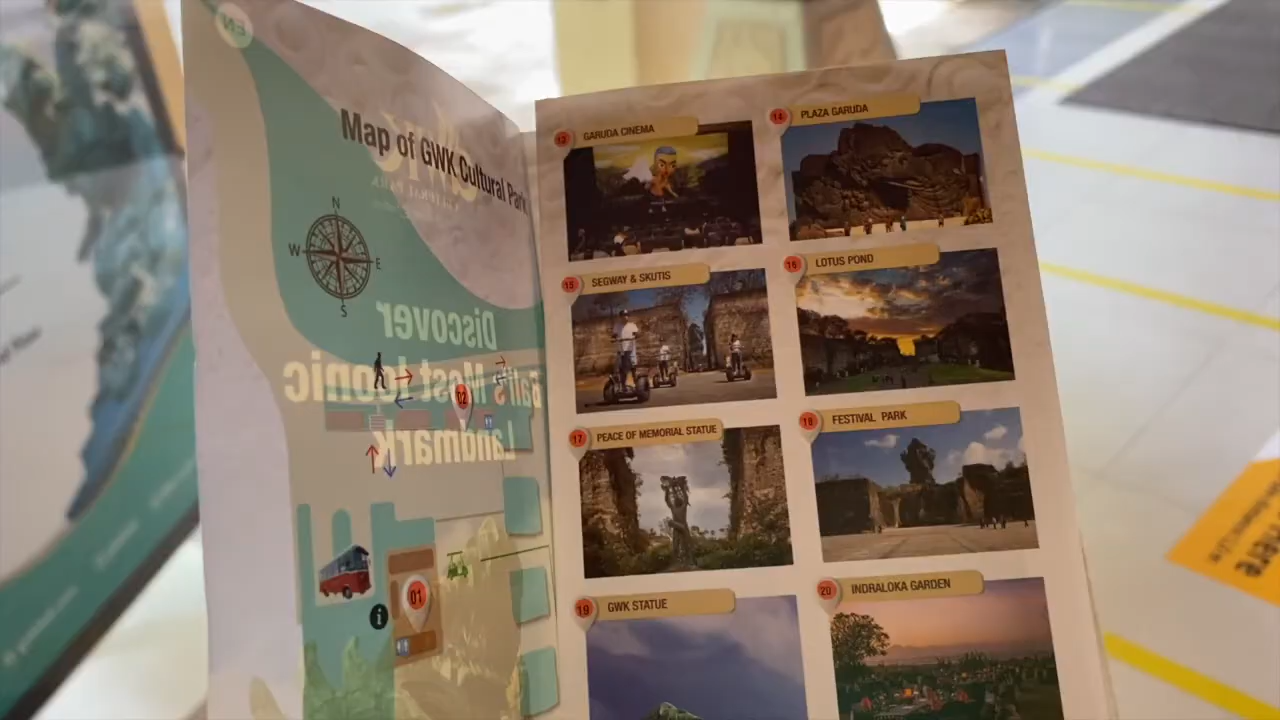 EN
Map of GWK Cultural Park
N
W
E
S
Discover
Bali's Most Iconic
Landmark
02
01
i
13 GARUDA CINEMA
14 PLAZA GARUDA
15 SEGWAY & SKUTIS
16 LOTUS POND
17 PEACE OF MEMORIAL STATUE
18 FESTIVAL PARK
19 GWK STATUE
20 INDRALOKA GARDEN